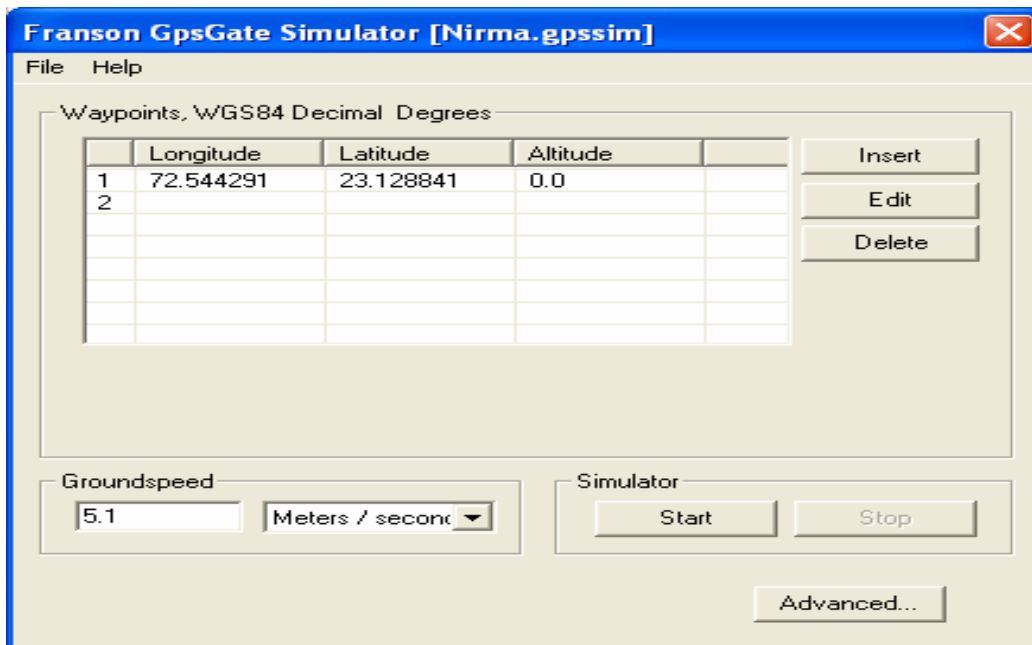 Franson GpsGate Simulator [Nirma.gpssim]
File Help
Waypoints, WGS84 Decimal Degrees
Longitude Latitude Altitude
1 72.544291 23.128841 0.0
2
Insert
Edit
Delete
Groundspeed
5.1 Meters / second
Simulator
Start Stop
Advanced...